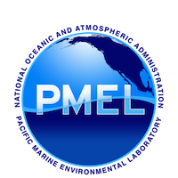 NATIONAL OCEANIC AND ATMOSPHERIC ADMINISTRATION
PMEL
PACIFIC MARINE ENVIRONMENTAL LABORATORY